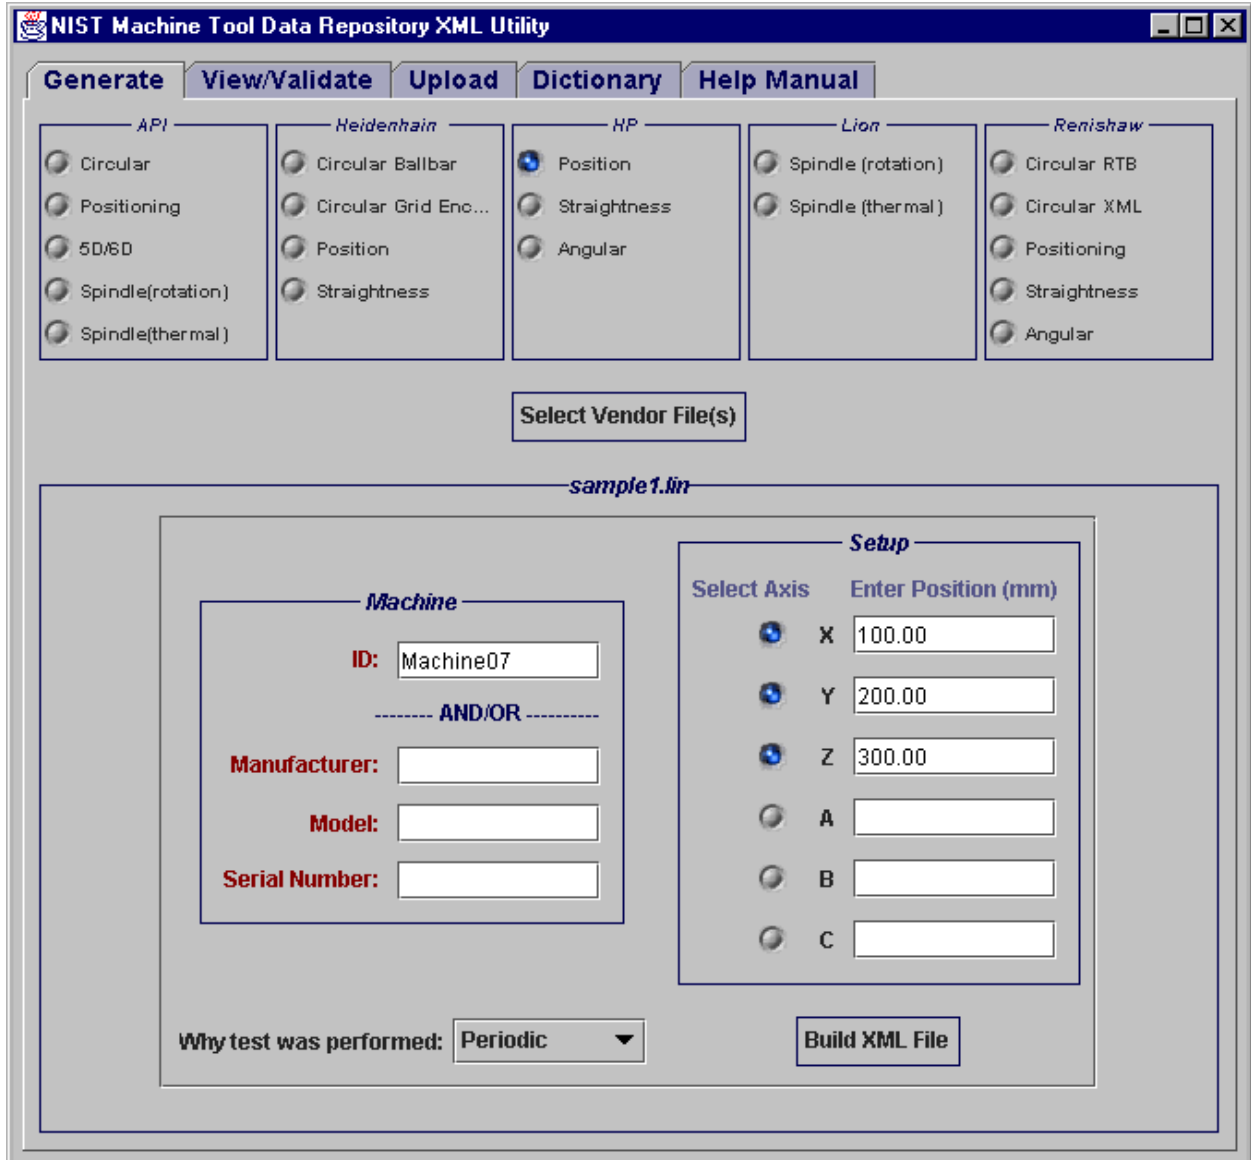 NIST Machine Tool Data Repository XML Utility
Generate View/Validate Upload Dictionary Help Manual
API Heidenhain HP Lion Renishaw
Circular Circular Ballbar Position Spindle (rotation) Circular RTB
Positioning Circular Grid Enc... Straightness Spindle (thermal) Circular XML
5D/6D Position Angular Positioning
Spindle(rotation) Straightness Straightness
Spindle(thermal) Angular
Select Vendor File(s)
sample1.lin
Setup
Select Axis Enter Position (mm)
Machine
X 100.00
ID: Machine07
Y 200.00
-------- AND/OR ----------
Z 300.00
Manufacturer:
A
Model:
B
Serial Number:
C
Why test was performed: Periodic Build XML File